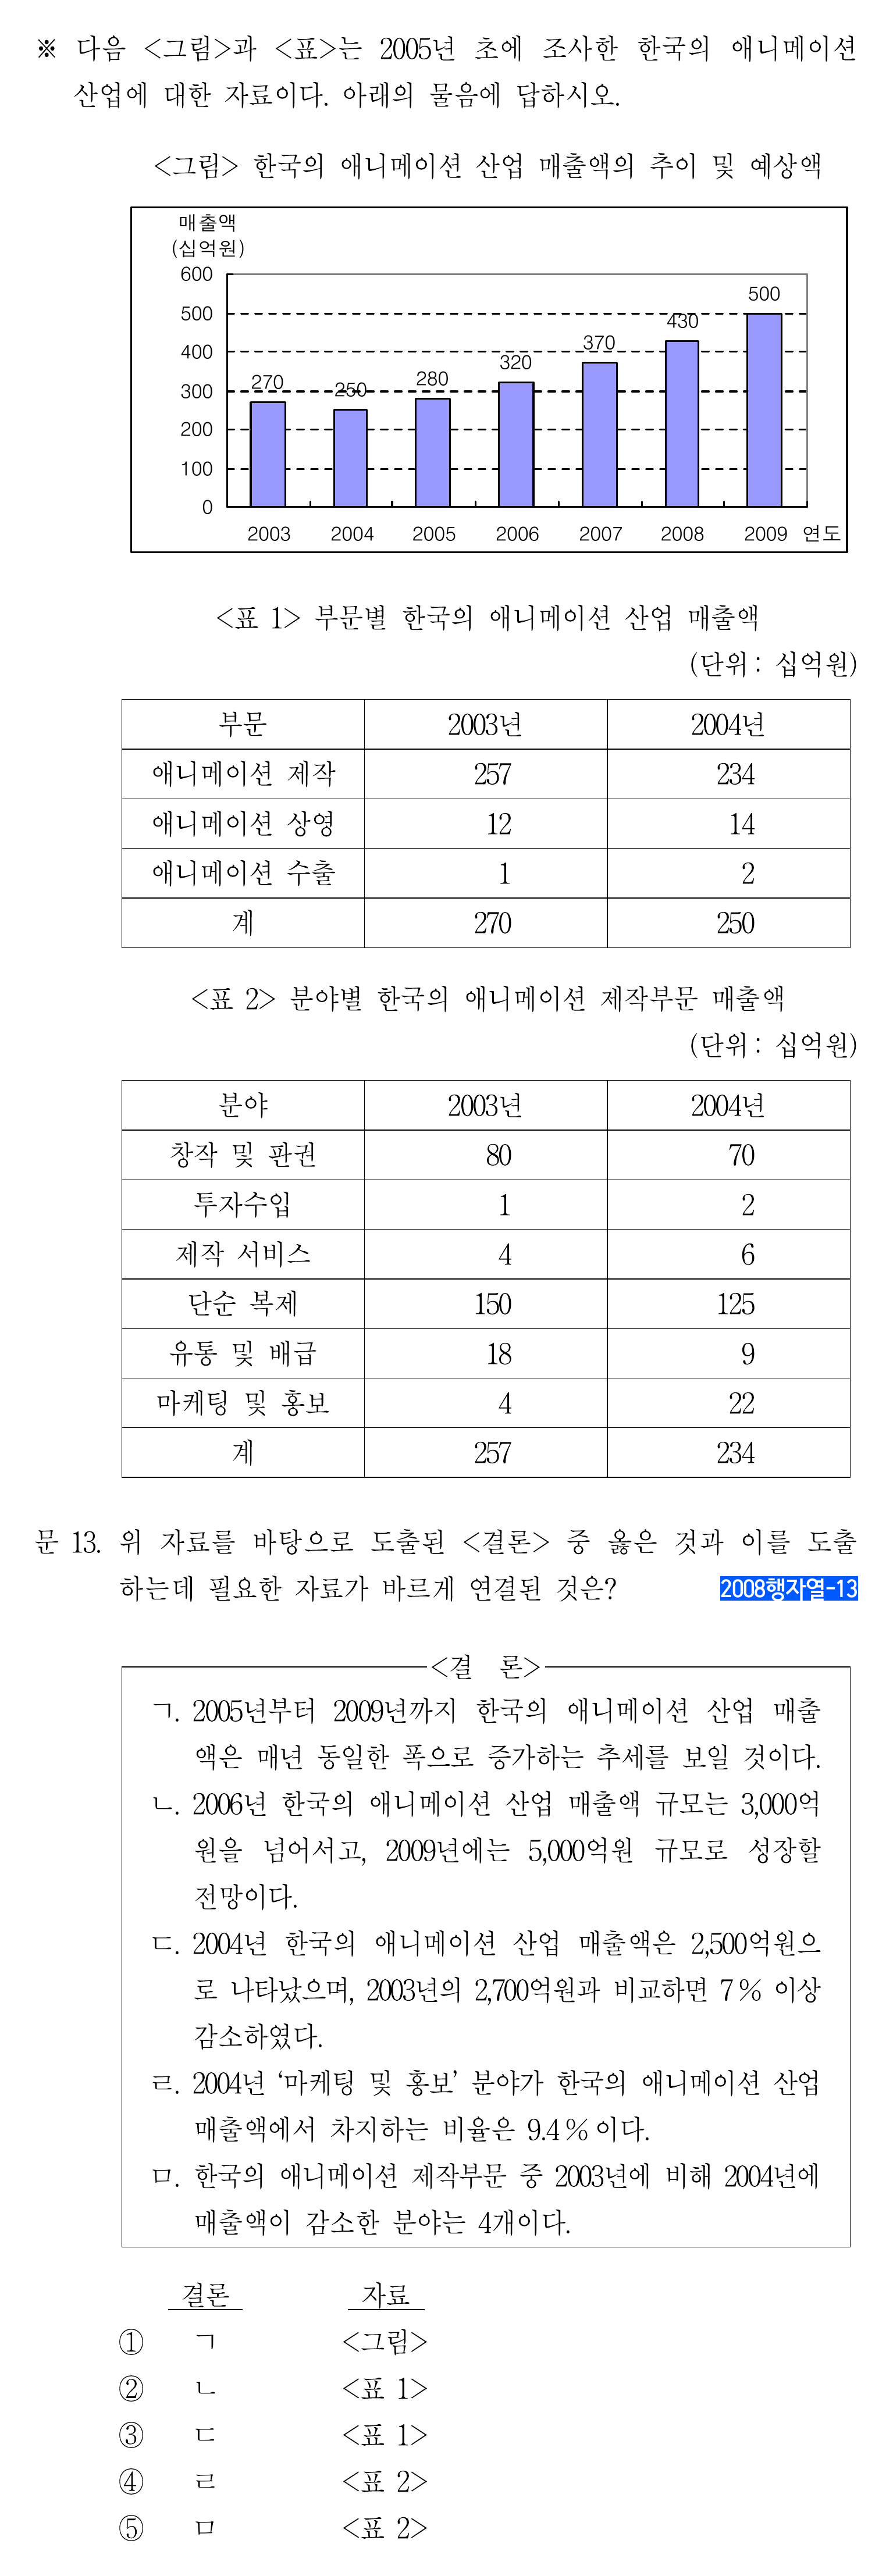 ※ 다음 <그림>과 <표>는 2005년 초에 조사한 한국의 애니메이션
산업에 대한 자료이다. 아래의 물음에 답하시오.
<그림> 한국의 애니메이션 산업 매출액의 추이 및 예상액
매출액
(십억원)
600
500
400
300
200
100
0
270
250
280
320
370
430
500
2003 2004 2005 2006 2007 2008 2009 연도
<표 1> 부문별 한국의 애니메이션 산업 매출액
(단위 : 십억원)
부문 2003년 2004년
애니메이션 제작 257 234
애니메이션 상영 12 14
애니메이션 수출 1 2
계 270 250
<표 2> 분야별 한국의 애니메이션 제작부문 매출액
(단위 : 십억원)
분야 2003년 2004년
창작 및 판권 80 70
투자수입 1 2
제작 서비스 4 6
단순 복제 150 125
유통 및 배급 18 9
마케팅 및 홍보 4 22
계 257 234
문 13. 위 자료를 바탕으로 도출된 <결론> 중 옳은 것과 이를 도출
하는데 필요한 자료가 바르게 연결된 것은? 2008행자열-13
<결 론>
ㄱ. 2005년부터 2009년까지 한국의 애니메이션 산업 매출
액은 매년 동일한 폭으로 증가하는 추세를 보일 것이다.
ㄴ. 2006년 한국의 애니메이션 산업 매출액 규모는 3,000억
원을 넘어서고, 2009년에는 5,000억원 규모로 성장할
전망이다.
ㄷ. 2004년 한국의 애니메이션 산업 매출액은 2,500억원으
로 나타났으며, 2003년의 2,700억원과 비교하면 7 % 이상
감소하였다.
ㄹ. 2004년 ‘마케팅 및 홍보’ 분야가 한국의 애니메이션 산업
매출액에서 차지하는 비율은 9.4 % 이다.
ㅁ. 한국의 애니메이션 제작부문 중 2003년에 비해 2004년에
매출액이 감소한 분야는 4개이다.
결론 자료
① ㄱ <그림>
② ㄴ <표 1>
③ ㄷ <표 1>
④ ㄹ <표 2>
⑤ ㅁ <표 2>